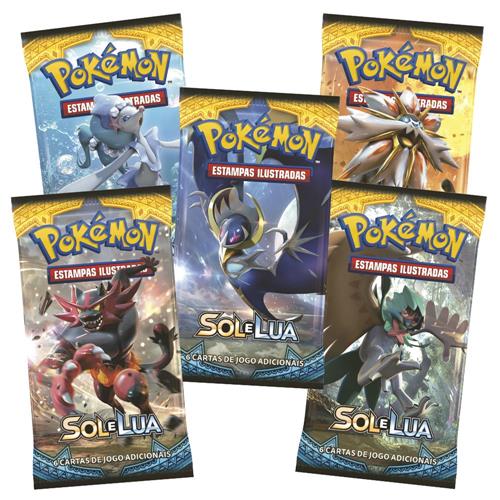 POKÉMON
ESTAMPAS ILUSTRADAS
POKÉMON
ESTAMPAS ILUSTRADAS
POKÉMON
ESTAMPAS ILUSTRADAS
SOL E LUA
6 CARTAS DE JOGO ADICIONAIS
POKÉMON
ESTAMPAS ILUSTRADAS
SOL E LUA
6 CARTAS DE JOGO ADICIONAIS
POKÉMON
ESTAMPAS ILUSTRADAS
SOL E LUA
6 CARTAS DE JOGO ADICIONAIS